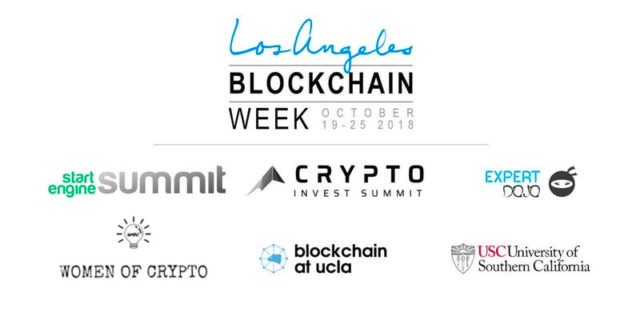 Los Angeles
BLOCKCHAIN
WEEK OCTOBER
19-25 2018
start
engine summit
CRYPTO
INVEST SUMMIT
EXPERT
DOJO
woc
WOMEN OF CRYPTO
blockchain
at ucla
USC University of
Southern California